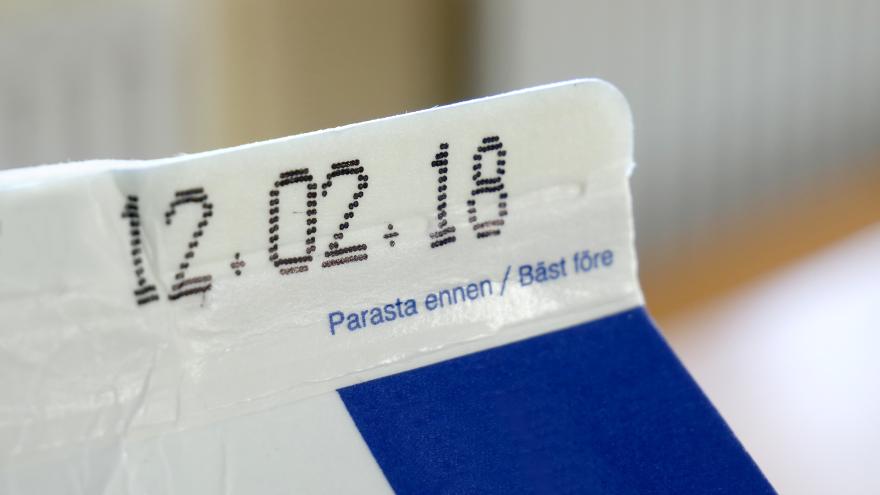 12.02.18
Parasta ennen / Bäst före